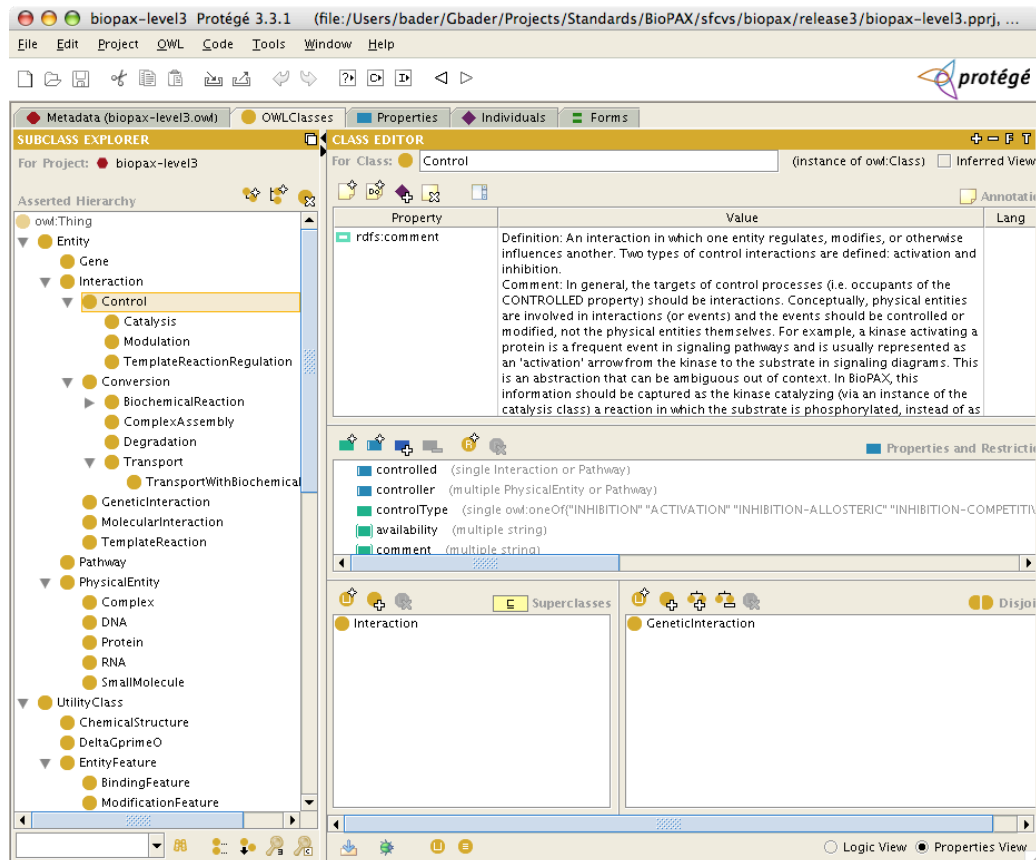 biopax-level3 Protégé 3.3.1 (file:/Users/bader/Gbader/Projects/Standards/BioPAX/sfcvs/biopax/release3/biopax-level3.pprj, ...
File Edit Project OWL Code Tools Window Help
protégé
Metadata (biopax-level3.owl) OWLClasses Properties Individuals Forms
SUBCLASS EXPLORER
For Project: biopax-level3
Asserted Hierarchy
owl:Thing
Entity
Gene
Interaction
Control
Catalysis
Modulation
TemplateReactionRegulation
Conversion
BiochemicalReaction
ComplexAssembly
Degradation
Transport
TransportWithBiochemical
GeneticInteraction
MolecularInteraction
TemplateReaction
Pathway
PhysicalEntity
Complex
DNA
Protein
RNA
SmallMolecule
UtilityClass
ChemicalStructure
DeltaGprimeO
EntityFeature
BindingFeature
ModificationFeature
CLASS EDITOR
F T
For Class: Control (instance of owl:Class) Inferred View
Annotatio
Property Value Lang
rdfs:comment
Definition: An interaction in which one entity regulates, modifies, or otherwise
influences another. Two types of control interactions are defined: activation and
inhibition.
Comment: In general, the targets of control processes (i.e. occupants of the
CONTROLLED property) should be interactions. Conceptually, physical entities
are involved in interactions (or events) and the events should be controlled or
modified, not the physical entities themselves. For example, a kinase activating a
protein is a frequent event in signaling pathways and is usually represented as
an 'activation' arrow from the kinase to the substrate in signaling diagrams. This
is an abstraction that can be ambiguous out of context. In BioPAX, this
information should be captured as the kinase catalyzing (via an instance of the
catalysis class) a reaction in which the substrate is phosphorylated, instead of as
Properties and Restrictio
controlled (single Interaction or Pathway)
controller (multiple PhysicalEntity or Pathway)
controlType (single owl:oneOf{"INHIBITION" "ACTIVATION" "INHIBITION-ALLOSTERIC" "INHIBITION-COMPETITIV
availability (multiple string)
comment (multiple string)
Superclasses
Interaction
Disjoi
GeneticInteraction
Logic View Properties View